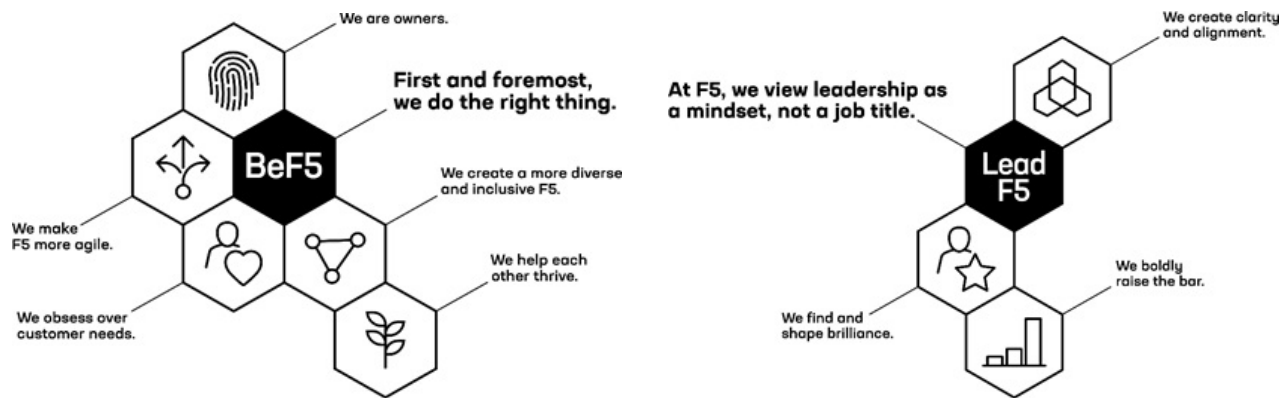 We are owners.
First and foremost,
we do the right thing.
BeF5
We create a more diverse
and inclusive F5.
We make
F5 more agile.
We help each
other thrive.
We obsess over
customer needs.
We create clarity
and alignment.
At F5, we view leadership as
a mindset, not a job title.
Lead
F5
We boldly
raise the bar.
We find and
shape brilliance.